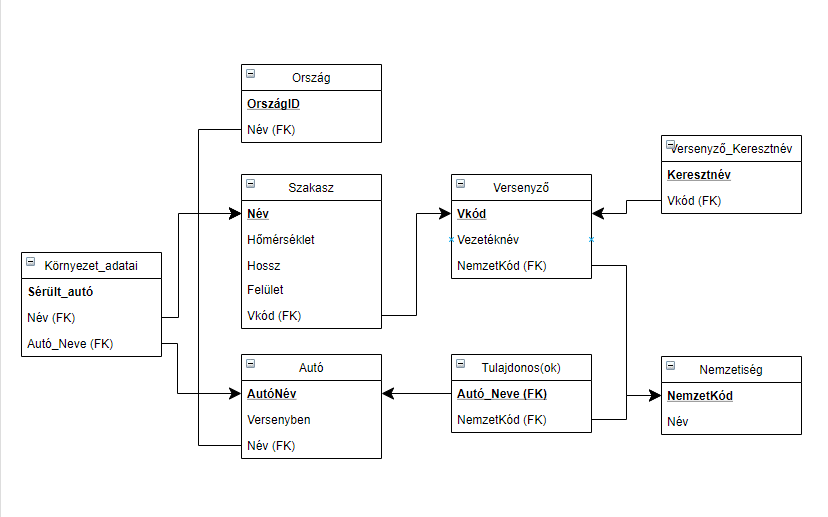 Ország
OrszágID
Név (FK)
Szakasz
Név
Hőmérséklet
Hossz
Felület
Vkód (FK)
Versenyző
Vkód
Vezetéknév
NemzetKód (FK)
Versenyző_Keresztnév
Keresztnév
Vkód (FK)
Környezet_adatai
Sérült_autó
Név (FK)
Autó_Neve (FK)
Autó
AutóNév
Versenyben
Név (FK)
Tulajdonos(ok)
Autó_Neve (FK)
NemzetKód (FK)
Nemzetiség
NemzetKód
Név